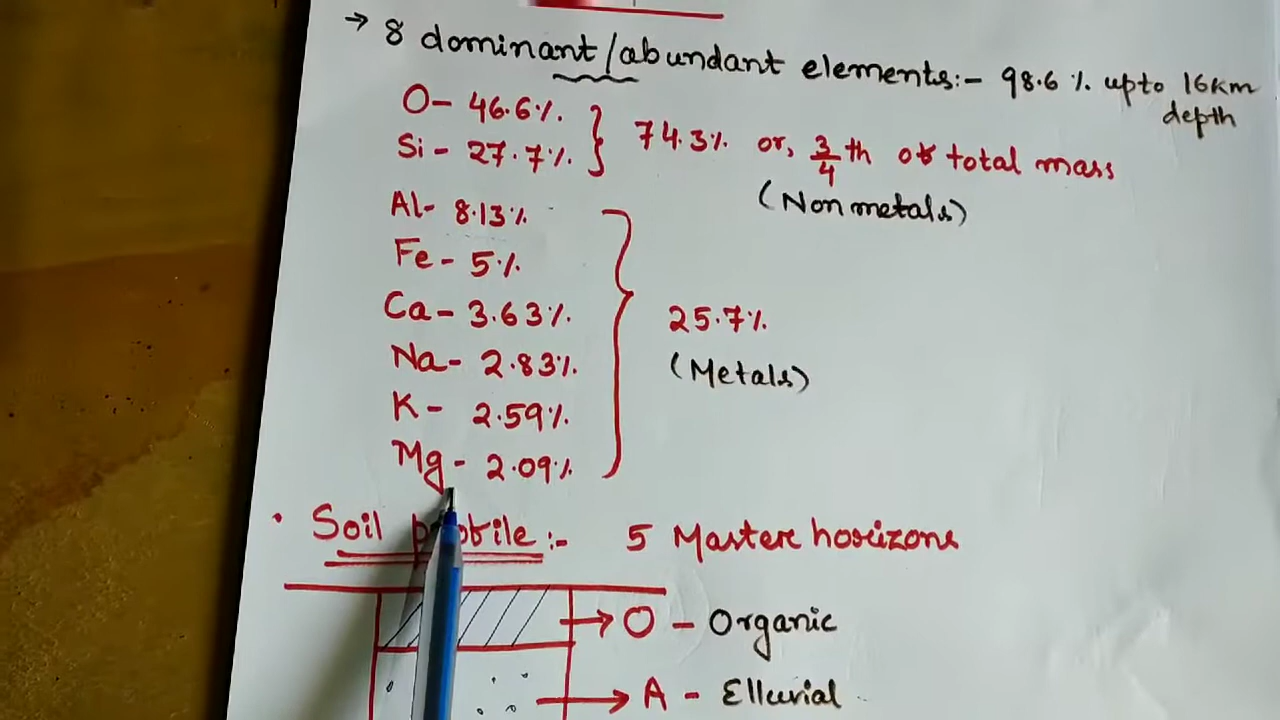 → 8 dominant/abundant elements:- 98.6 % upto 16km depth
O- 46.6%.
Si- 27.7%.
74.3% or, 3/4 th of total mass
(Non metals)
Al- 8.13%
Fe- 5%.
Ca- 3.63%.
Na- 2.83%.
K- 2.59%.
Mg- 2.09%.
25.7%.
(Metals)
• Soil profile:- 5 Master horizons
→ O - Organic
→ A - Elluvial